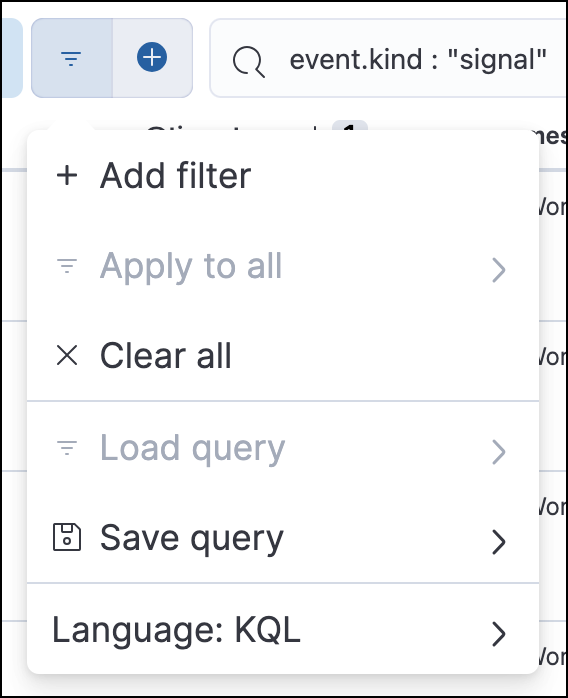 event.kind : "signal"
Add filter
Apply to all
Clear all
Load query
Save query
Language: KQL